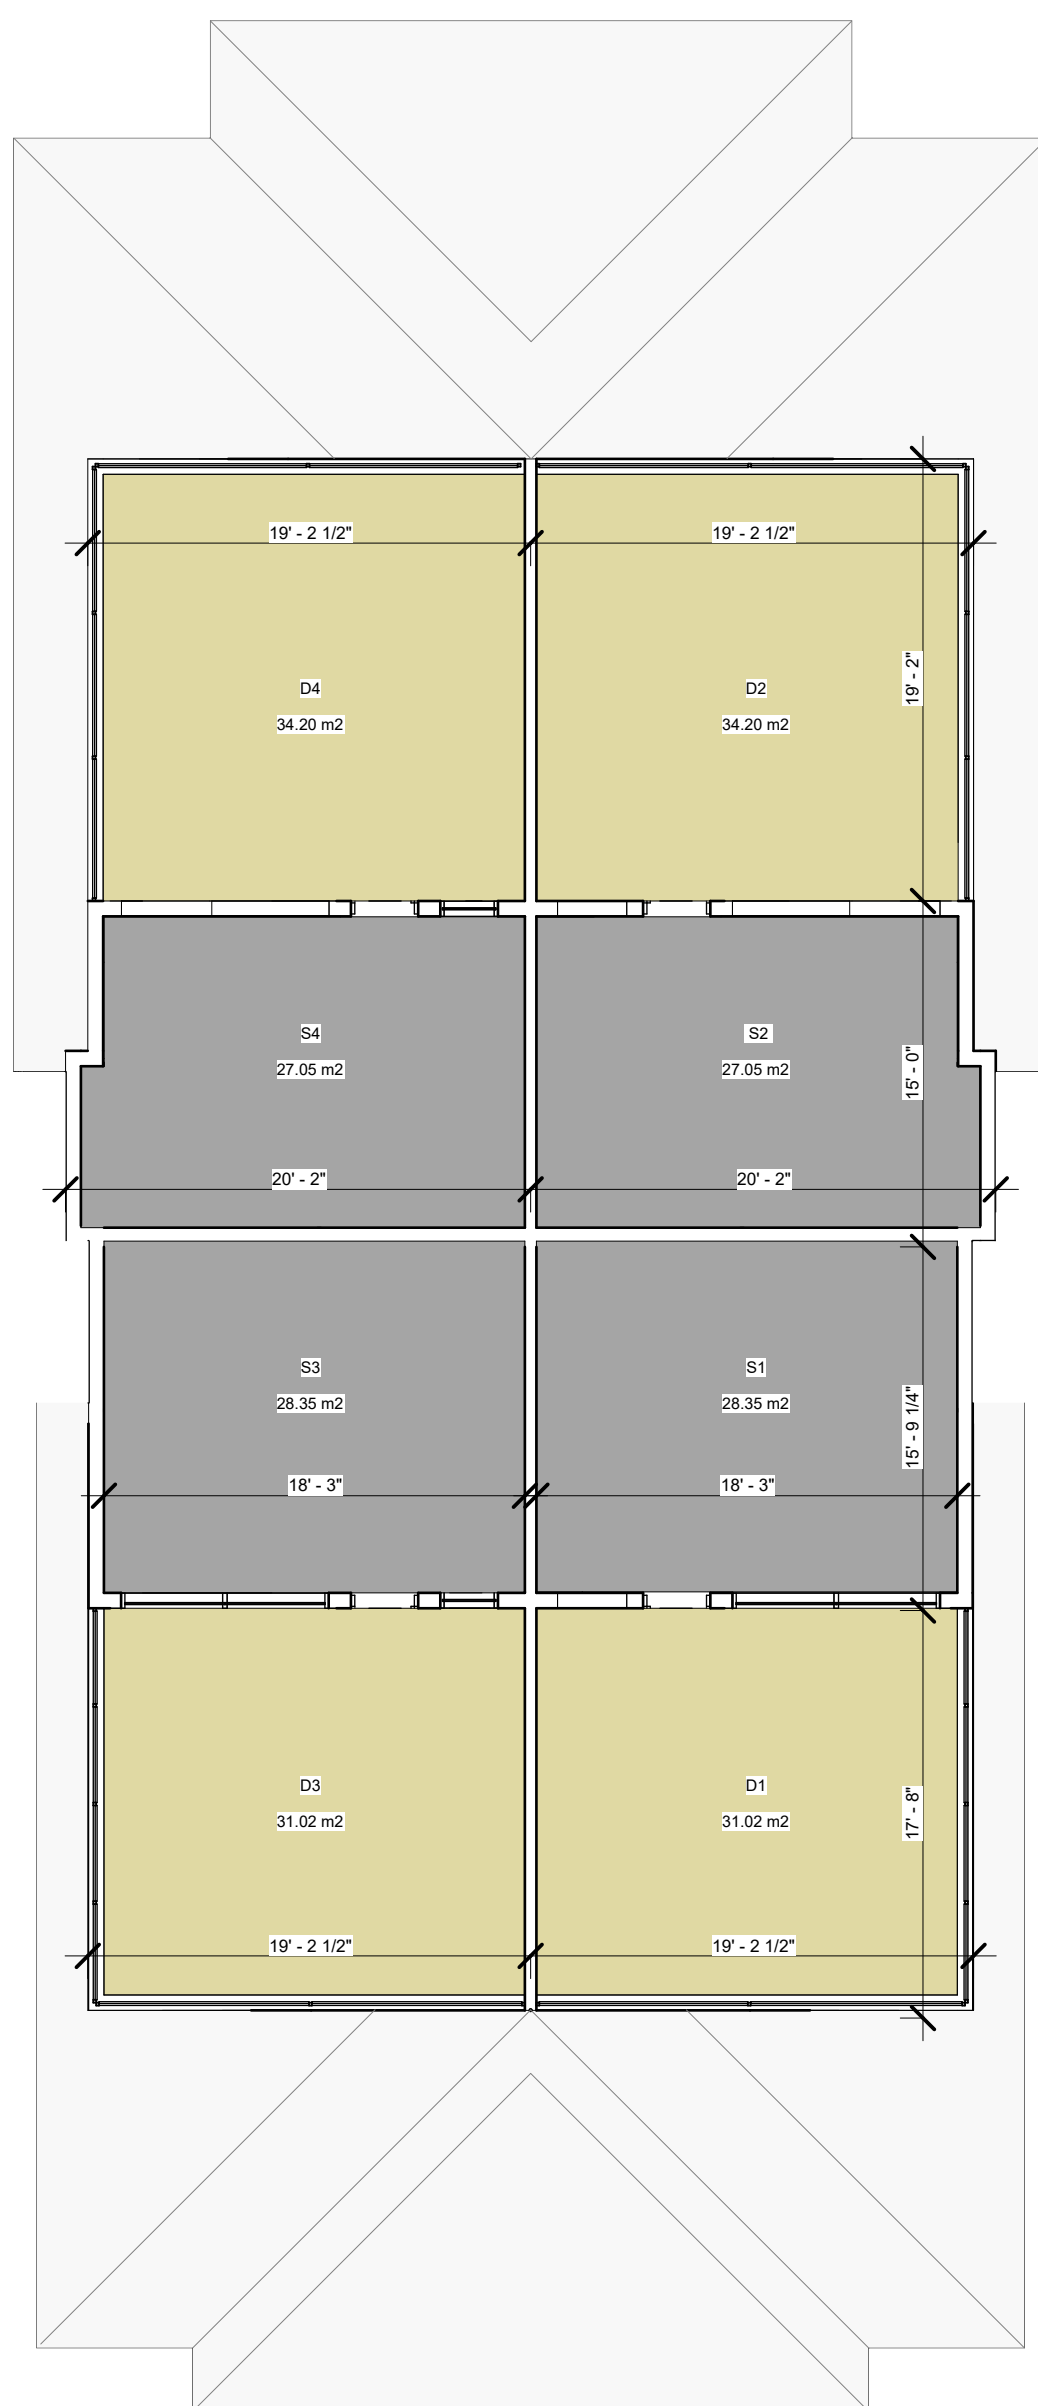 19' - 2 1/2"
19' - 2 1/2"
19' - 2"
D4
D2
34.20 m2
34.20 m2
S4
S2
27.05 m2
27.05 m2
15' - 0"
20' - 2"
20' - 2"
S3
S1
28.35 m2
28.35 m2
15' - 9 1/4"
18' - 3"
18' - 3"
D3
D1
31.02 m2
31.02 m2
17' - 8"
19' - 2 1/2"
19' - 2 1/2"